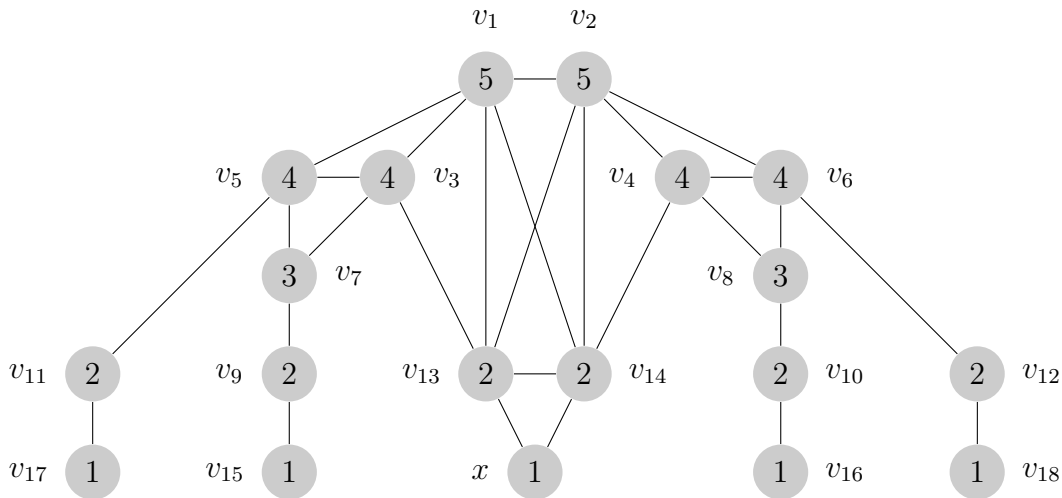 v₁ v₂
5 5
v₅ 4 4 v₃ v₄ 4 4 v₆
3 v₇ v₈ 3
v₁₁ 2 v₉ 2 v₁₃ 2 2 v₁₄ 2 v₁₀ 2 v₁₂
v₁₇ 1 v₁₅ 1 x 1 1 v₁₆ 1 v₁₈